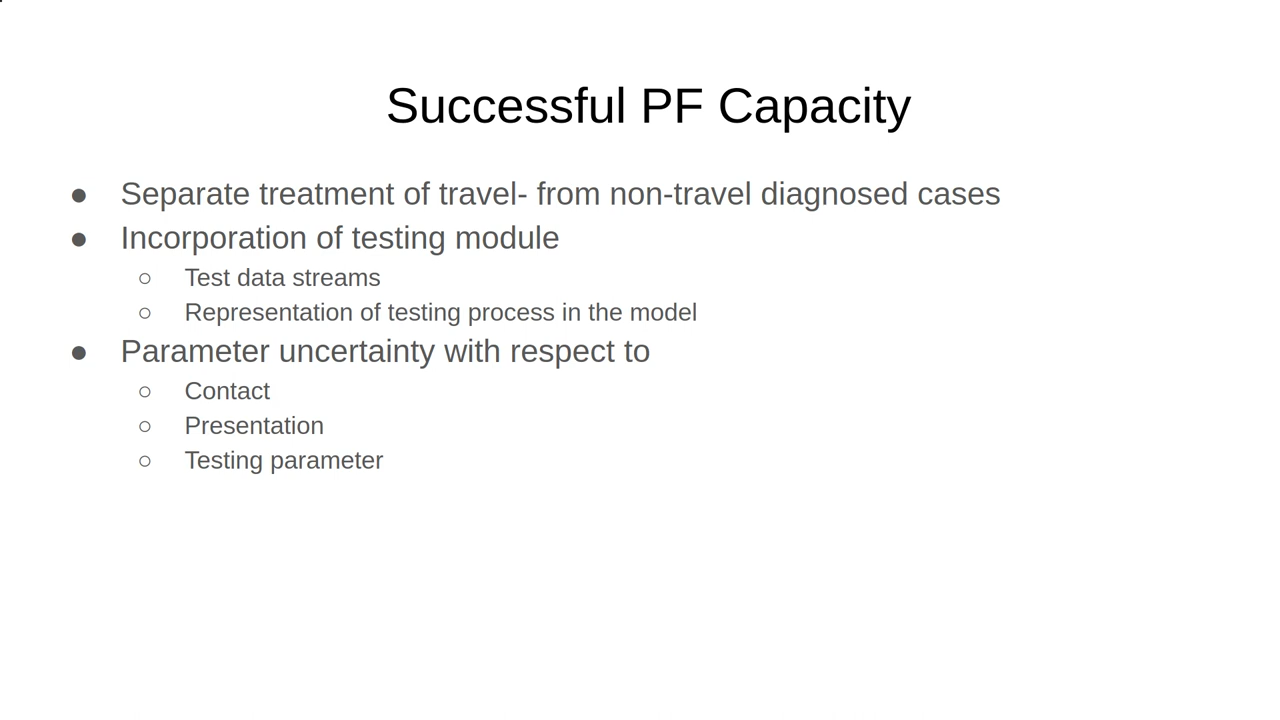 Successful PF Capacity
● Separate treatment of travel- from non-travel diagnosed cases
● Incorporation of testing module
○ Test data streams
○ Representation of testing process in the model
● Parameter uncertainty with respect to
○ Contact
○ Presentation
○ Testing parameter